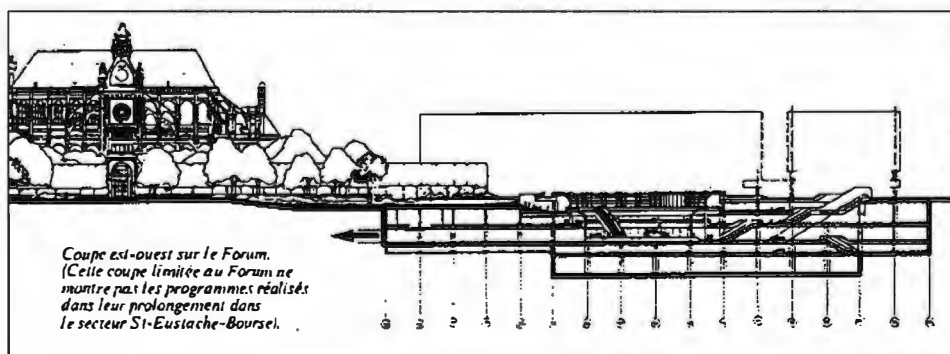 Coupe est-ouest sur le Forum.
(Cette coupe limitée au Forum ne
montre pas les programmes réalisés
dans leur prolongement dans
le secteur St-Eustache-Bourse).